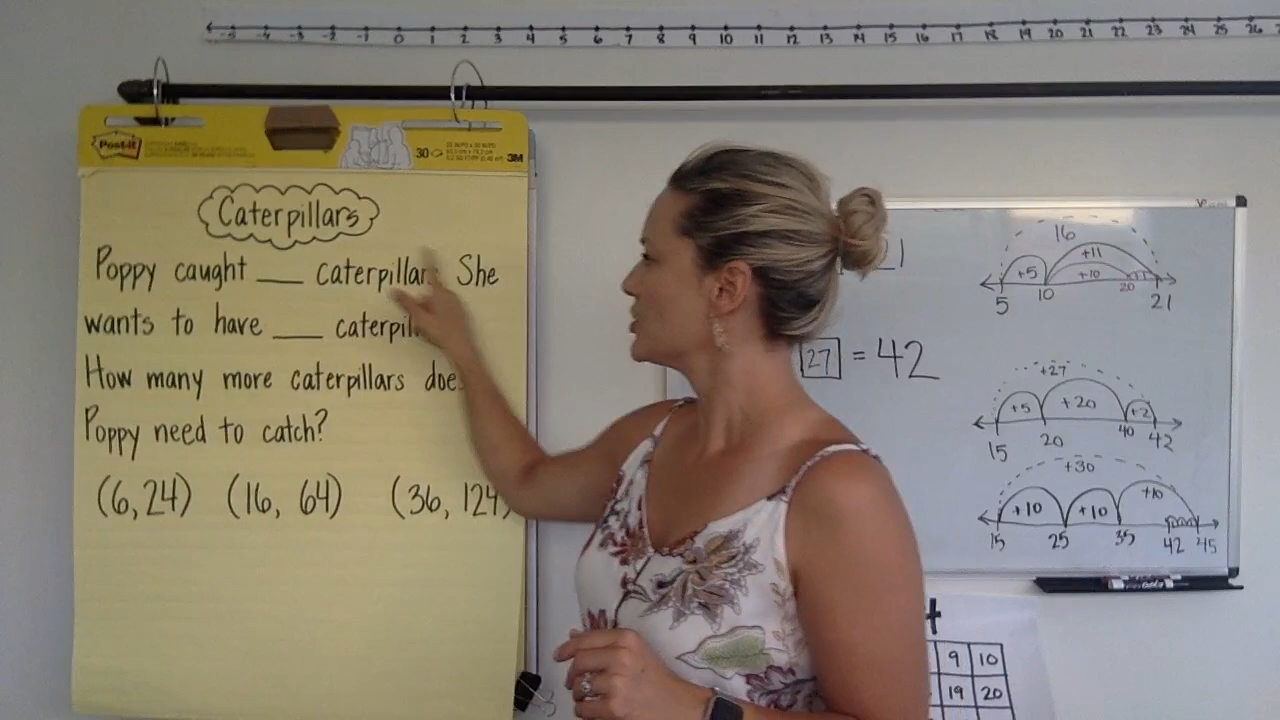 -5 -4 -3 -2 -1 0 1 2 3 4 5 6 7 8 9 10 11 12 13 14 15 16 17 18 19 20 21 22 23 24 25 26
Post-it
30
3M
Caterpillars
Poppy caught ___ caterpillars She
wants to have ___
How many more caterpillars
Poppy need to catch?
(6,24) (16, 64) (36, 124)
21
27 = 42
16
+11
+5 +10
5 10 20 21
+27
+5 +20 +2
15 20 40 42
+30
+10 +10 +10
15 25 35 42 45
+
9 10
19 20